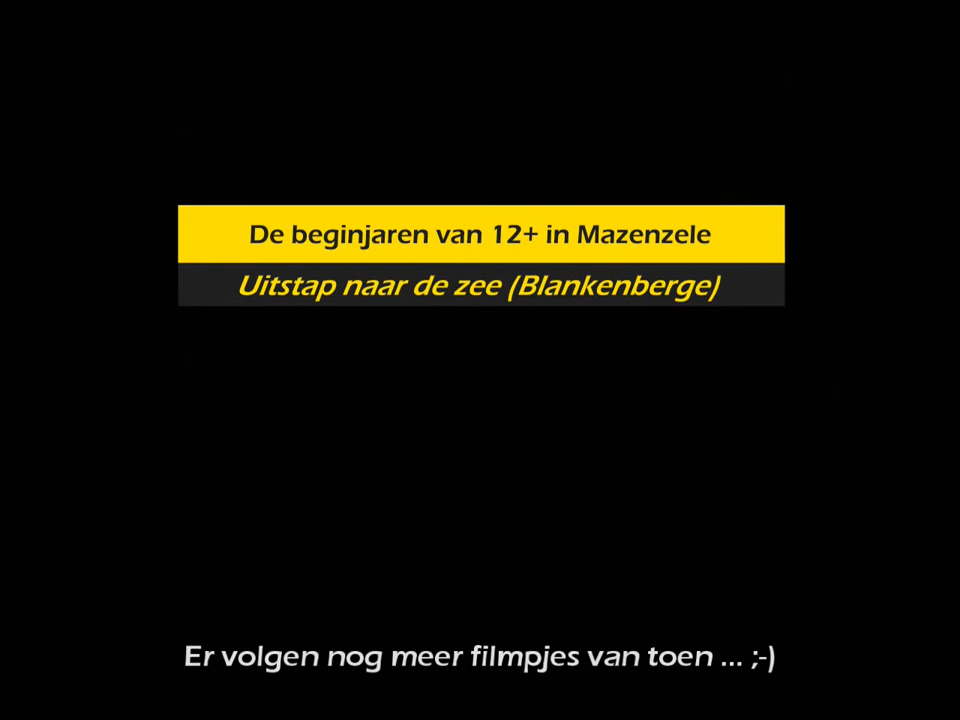 De beginjaren van 12+ in Mazenzele
Uitstap naar de zee (Blankenberge)
Er volgen nog meer filmpjes van toen ... ;-)